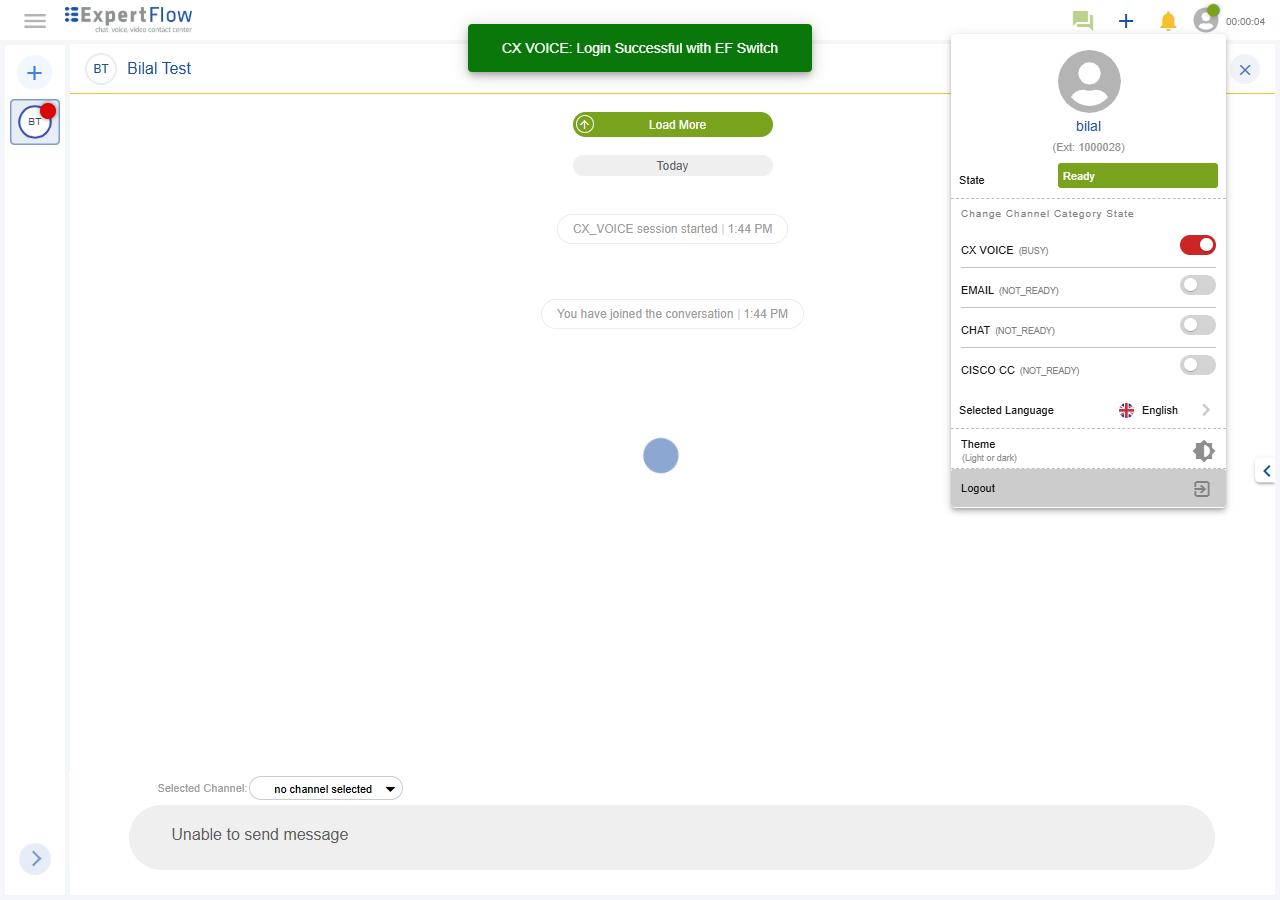 ExpertFlow
chat, voice, video contact center
CX VOICE: Login Successful with EF Switch
00:00:04
BT
Bilal Test
BT
Load More
Today
CX_VOICE session started | 1:44 PM
You have joined the conversation | 1:44 PM
bilal
(Ext: 1000028)
State
Ready
Change Channel Category State
CX VOICE (BUSY)
EMAIL (NOT_READY)
CHAT (NOT_READY)
CISCO CC (NOT_READY)
Selected Language
English
Theme
(Light or dark)
Logout
Selected Channel:
no channel selected
Unable to send message